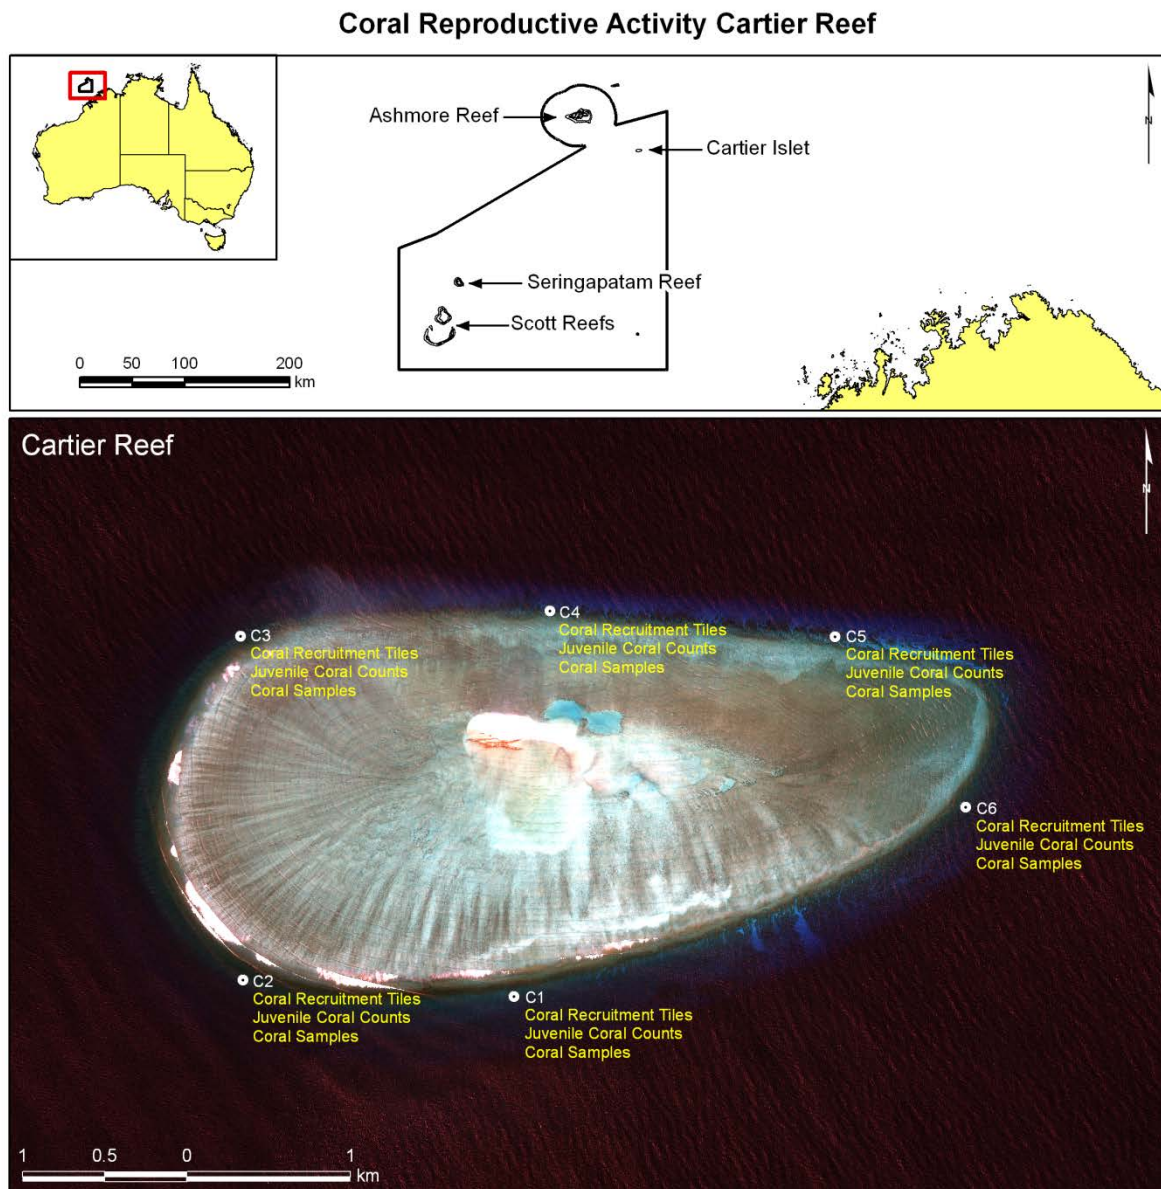 Coral Reproductive Activity Cartier Reef
N
Ashmore Reef
Cartier Islet
Seringapatam Reef
Scott Reefs
0 50 100 200
km
Cartier Reef
N
C4
Coral Recruitment Tiles
Juvenile Coral Counts
Coral Samples
C3
Coral Recruitment Tiles
Juvenile Coral Counts
Coral Samples
C5
Coral Recruitment Tiles
Juvenile Coral Counts
Coral Samples
C6
Coral Recruitment Tiles
Juvenile Coral Counts
Coral Samples
C2
Coral Recruitment Tiles
Juvenile Coral Counts
Coral Samples
C1
Coral Recruitment Tiles
Juvenile Coral Counts
Coral Samples
1 0.5 0 1
km